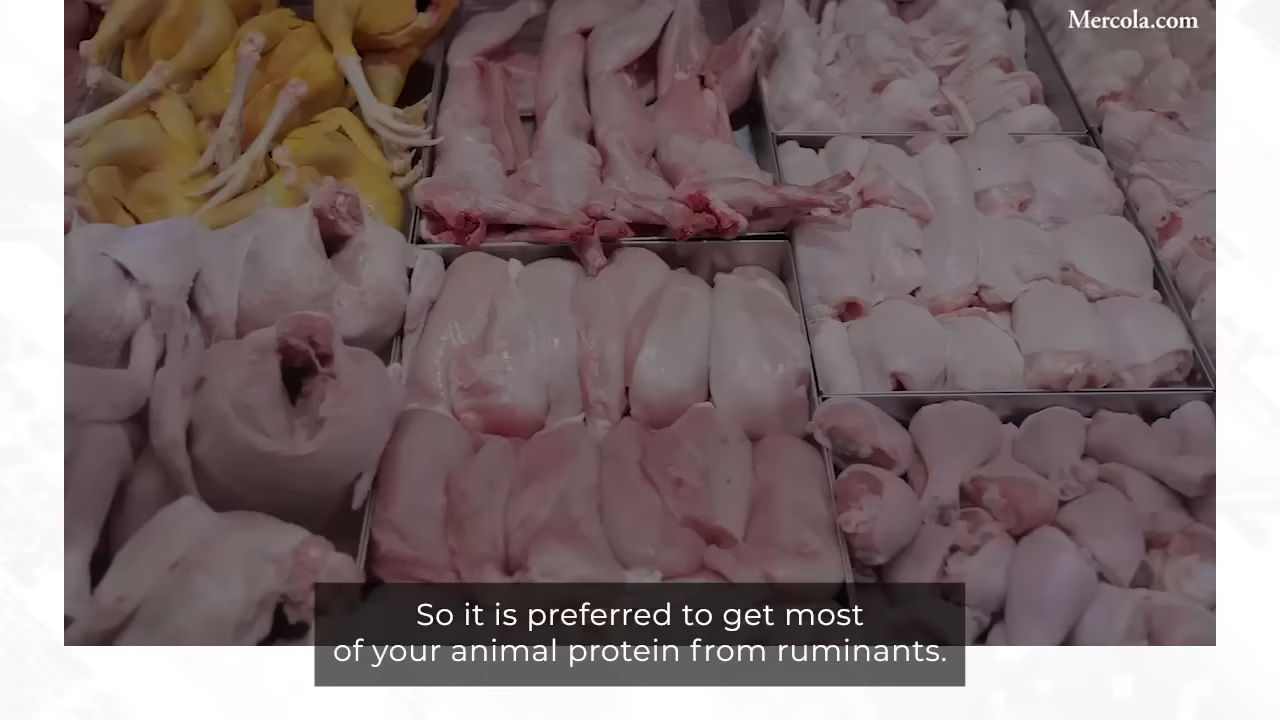 Mercola.com
So it is preferred to get most
of your animal protein from ruminants.